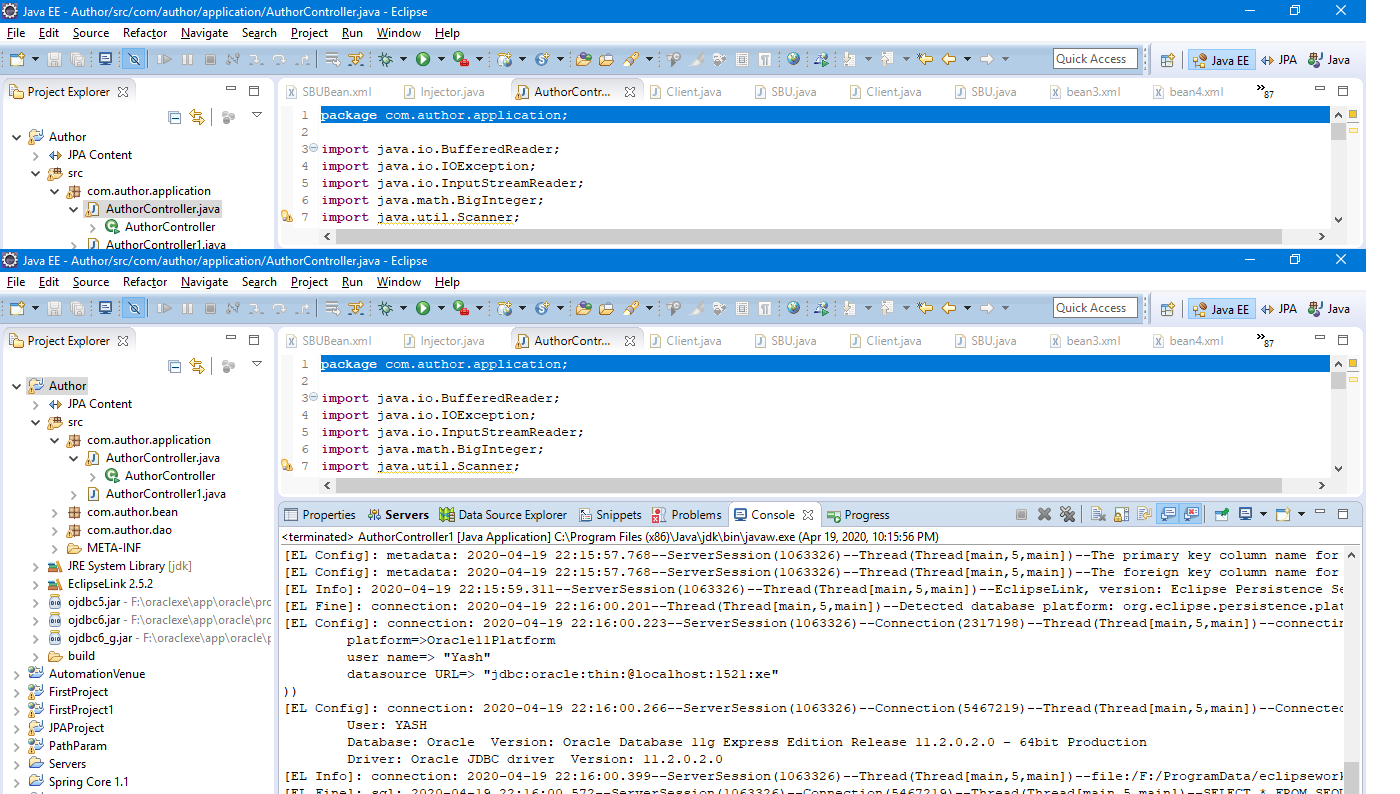 Java EE - Author/src/com/author/application/AuthorController.java - Eclipse
File Edit Source Refactor Navigate Search Project Run Window Help
Quick Access Java EE JPA Java
Project Explorer SBUBean.xml Injector.java AuthorContr... Client.java SBU.java Client.java SBU.java bean3.xml bean4.xml »87
1 package com.author.application;
2
Author
3 import java.io.BufferedReader;
JPA Content
4 import java.io.IOException;
src
5 import java.io.InputStreamReader;
com.author.application
6 import java.math.BigInteger;
AuthorController.java
7 import java.util.Scanner;
AuthorController
AuthorController1.java
Java EE - Author/src/com/author/application/AuthorController.java - Eclipse
File Edit Source Refactor Navigate Search Project Run Window Help
Quick Access Java EE JPA Java
Project Explorer SBUBean.xml Injector.java AuthorContr... Client.java SBU.java Client.java SBU.java bean3.xml bean4.xml »87
1 package com.author.application;
2
Author
3 import java.io.BufferedReader;
JPA Content
4 import java.io.IOException;
src
5 import java.io.InputStreamReader;
com.author.application
6 import java.math.BigInteger;
AuthorController.java
7 import java.util.Scanner;
AuthorController
AuthorController1.java
com.author.bean
com.author.dao
META-INF
JRE System Library [jdk]
EclipseLink 2.5.2
ojdbc5.jar - F:\oraclexe\app\oracle\prc
ojdbc6.jar - F:\oraclexe\app\oracle\prc
ojdbc6_g.jar - F:\oraclexe\app\oracle\p
build
AutomationVenue
FirstProject
FirstProject1
JPAProject
PathParam
Servers
Spring Core 1.1
Properties Servers Data Source Explorer Snippets Problems Console Progress
<terminated> AuthorController1 [Java Application] C:\Program Files (x86)\Java\jdk\bin\javaw.exe (Apr 19, 2020, 10:15:56 PM)
[EL Config]: metadata: 2020-04-19 22:15:57.768--ServerSession(1063326)--Thread(Thread[main,5,main])--The primary key column name for
[EL Config]: metadata: 2020-04-19 22:15:57.768--ServerSession(1063326)--Thread(Thread[main,5,main])--The foreign key column name for
[EL Info]: 2020-04-19 22:15:59.311--ServerSession(1063326)--Thread(Thread[main,5,main])--EclipseLink, version: Eclipse Persistence Se
[EL Fine]: connection: 2020-04-19 22:16:00.201--Thread(Thread[main,5,main])--Detected database platform: org.eclipse.persistence.plat
[EL Config]: connection: 2020-04-19 22:16:00.223--ServerSession(1063326)--Connection(2317198)--Thread(Thread[main,5,main])--connectin
platform=>Oracle11Platform
user name=> "Yash"
datasource URL=> "jdbc:oracle:thin:@localhost:1521:xe"
))
[EL Config]: connection: 2020-04-19 22:16:00.266--ServerSession(1063326)--Connection(5467219)--Thread(Thread[main,5,main])--Connected
User: YASH
Database: Oracle Version: Oracle Database 11g Express Edition Release 11.2.0.2.0 - 64bit Production
Driver: Oracle JDBC driver Version: 11.2.0.2.0
[EL Info]: connection: 2020-04-19 22:16:00.399--ServerSession(1063326)--Thread(Thread[main,5,main])--file:/F:/ProgramData/eclipsework
[EL Fine]: sql: 2020-04-19 22:16:00.572--ServerSession(1063326)--Connection(5467219)--Thread(Thread[main,5,main])--SELECT * FROM SEQU